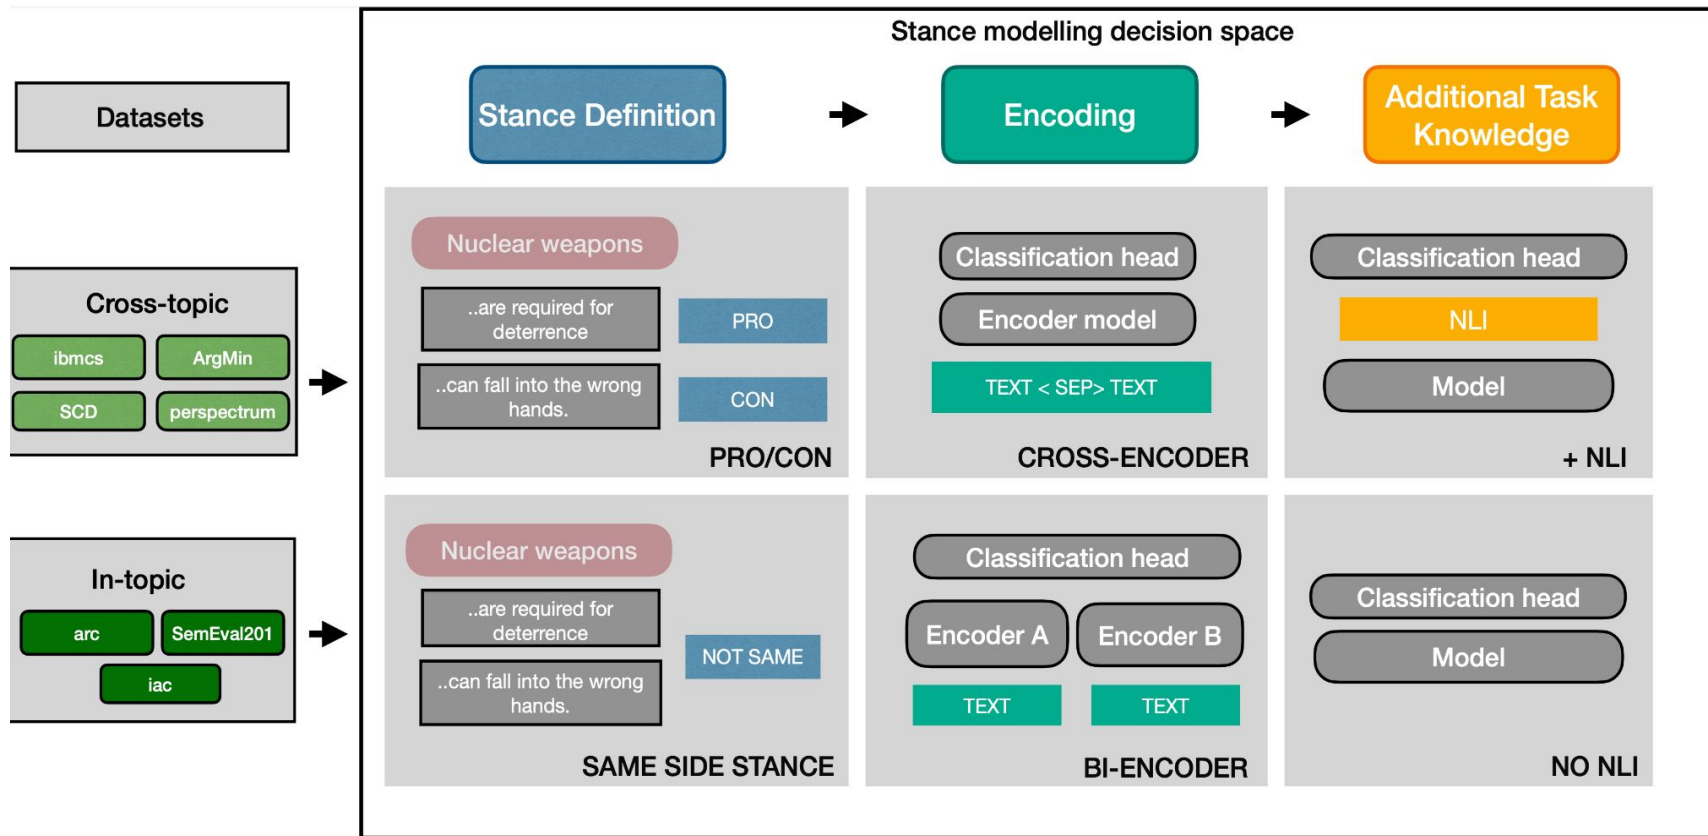 Stance modelling decision space
Datasets
Stance Definition
Encoding
Additional Task
Knowledge
Cross-topic
ibmcs
ArgMin
SCD
perspectrum
Nuclear weapons
..are required for
deterrence
PRO
..can fall into the wrong
hands.
CON
PRO/CON
Classification head
Encoder model
TEXT < SEP> TEXT
CROSS-ENCODER
Classification head
NLI
Model
+ NLI
In-topic
arc
SemEval201
iac
Nuclear weapons
..are required for
deterrence
..can fall into the wrong
hands.
NOT SAME
SAME SIDE STANCE
Classification head
Encoder A
Encoder B
TEXT
TEXT
BI-ENCODER
Classification head
Model
NO NLI